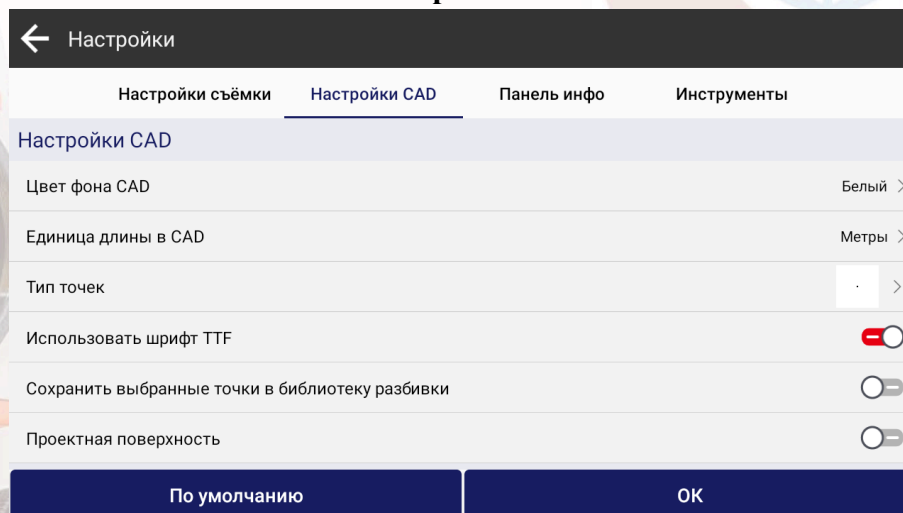 Настройки
Настройки съёмки Настройки CAD Панель инфо Инструменты
Настройки CAD
Цвет фона CAD Белый
Единица длины в CAD Метры
Тип точек
Использовать шрифт TTF
Сохранить выбранные точки в библиотеку разбивки
Проектная поверхность
По умолчанию ОК